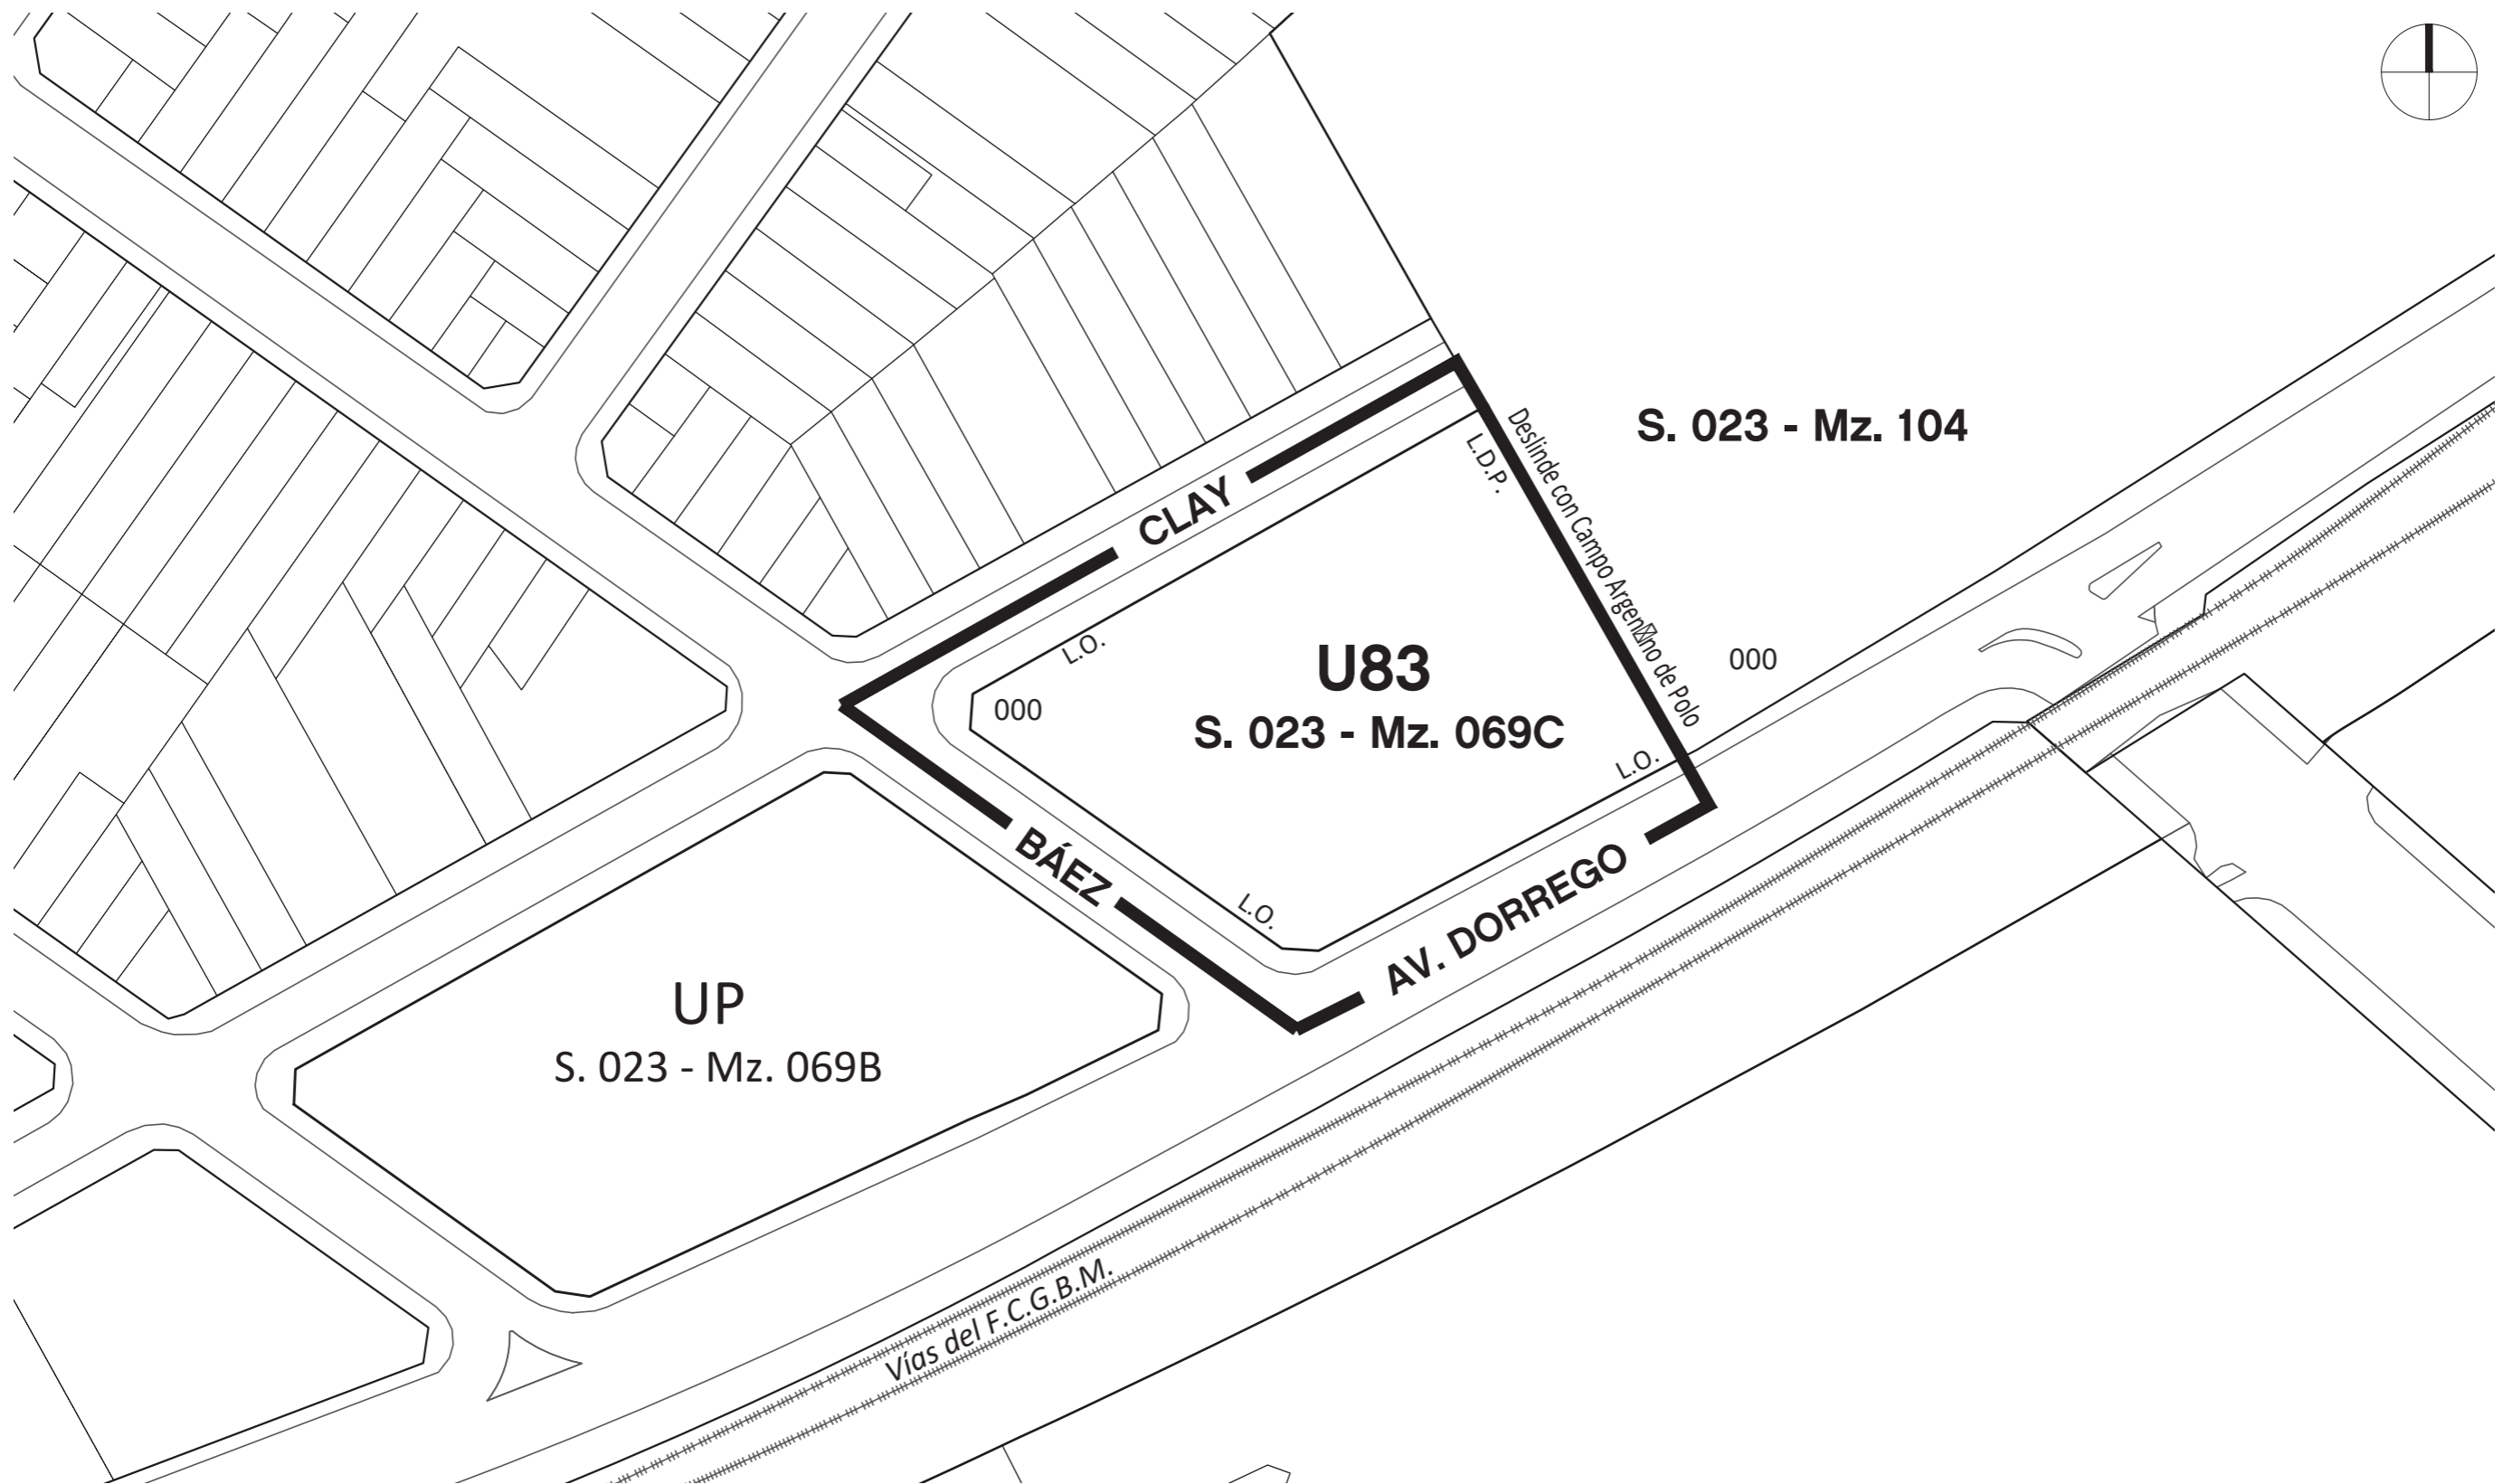 S. 023 - Mz. 104
Deslinde con Campo Argen
no de Polo
L.D.P.
CLAY
L.O.
000
U83
S. 023 - Mz. 069C
000
L.O.
BÁEZ
L.O.
AV. DORREGO
UP
S. 023 - Mz. 069B
Vías del F.C.G.B.M.